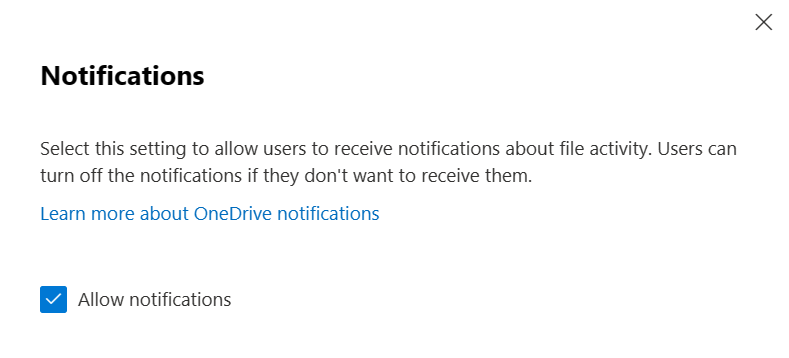 Notifications
Select this setting to allow users to receive notifications about file activity. Users can
turn off the notifications if they don't want to receive them.
Learn more about OneDrive notifications
Allow notifications